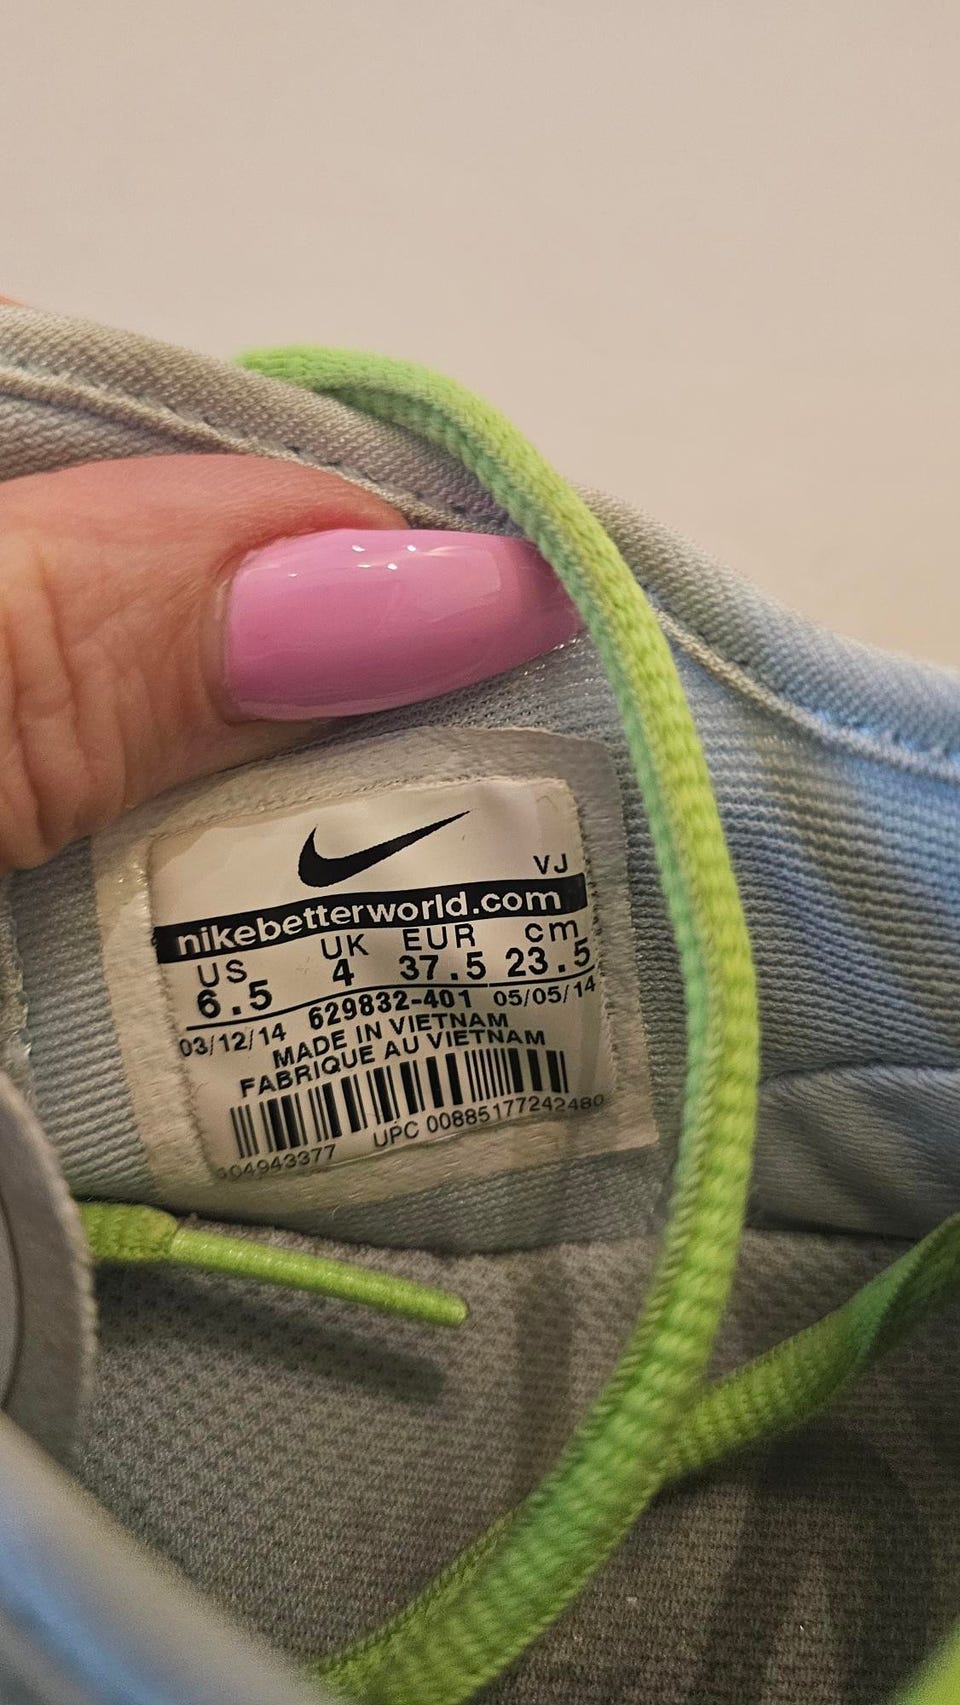 VJ
nikebetterworld.com
US UK EUR cm
6.5 4 37.5 23.5
03/12/14 629832-401 05/05/14
MADE IN VIETNAM
FABRIQUE AU VIETNAM
UPC 00885177242480